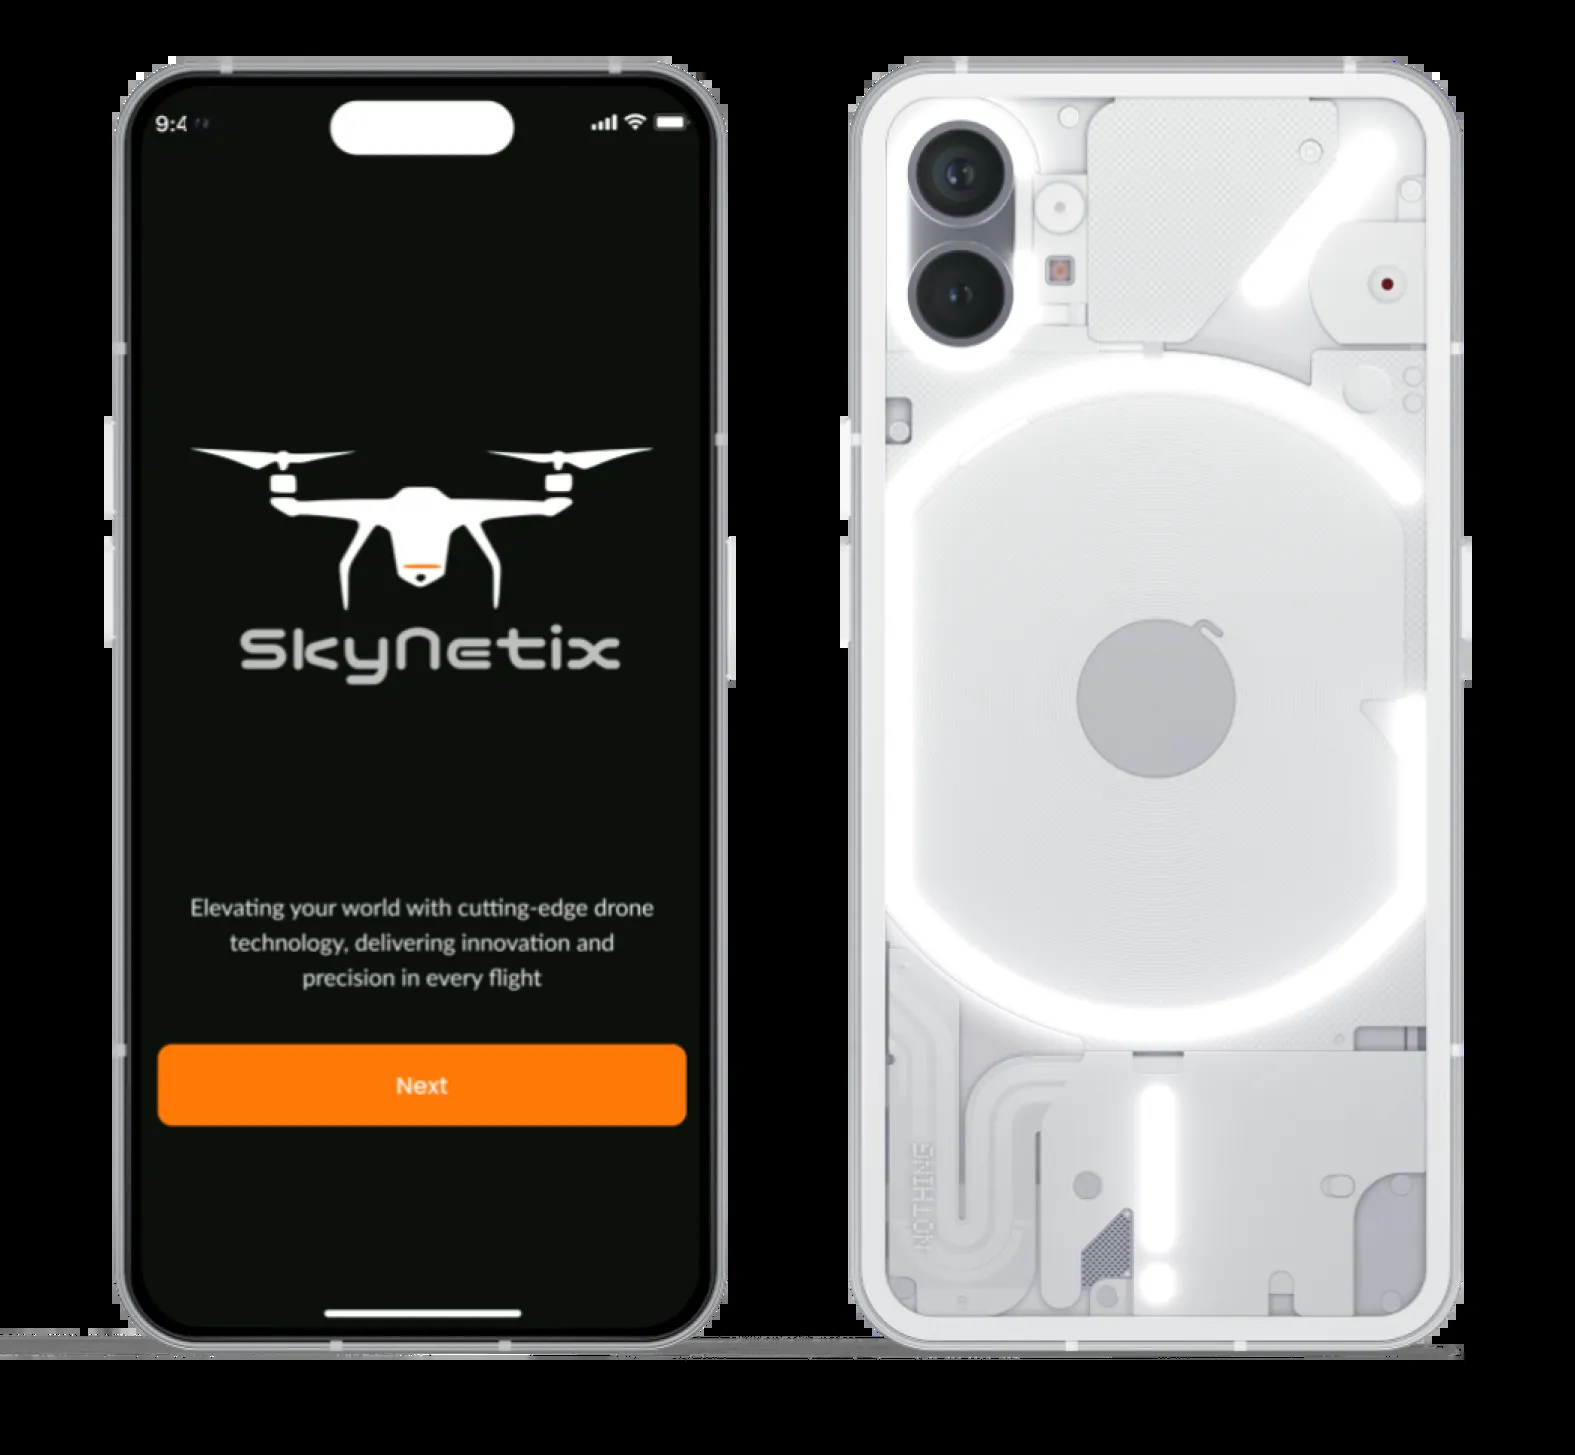 9:4
SkyNetix
Elevating your world with cutting-edge drone
technology, delivering innovation and
precision in every flight
Next
NOTHING